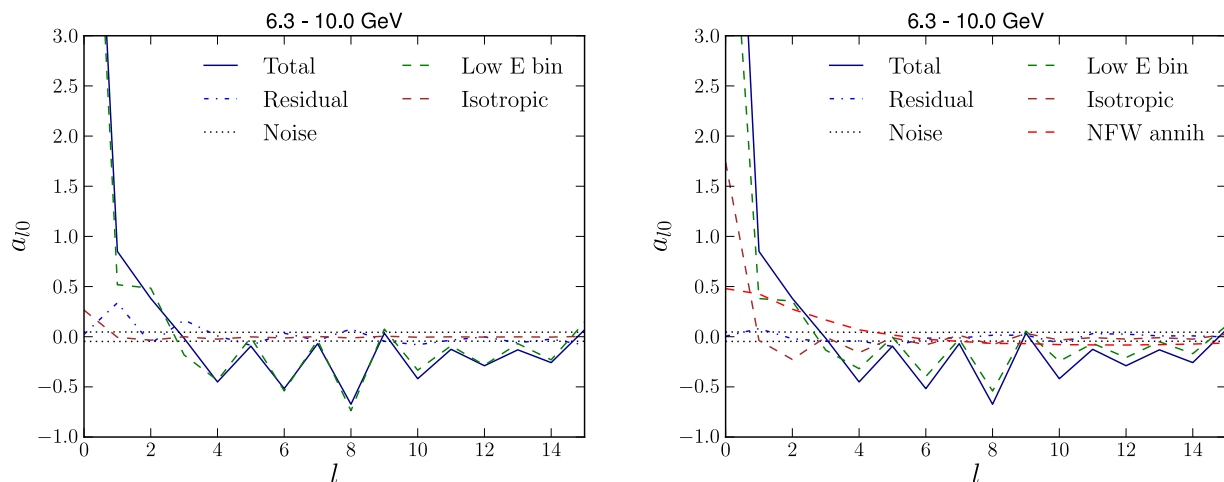 6.3 - 10.0 GeV
3.0
2.5
2.0
1.5
1.0
0.5
0.0
−0.5
−1.0
a_{l0}
Total
Residual
Noise
Low E bin
Isotropic
0 2 4 6 8 10 12 14
l
6.3 - 10.0 GeV
3.0
2.5
2.0
1.5
1.0
0.5
0.0
−0.5
−1.0
a_{l0}
Total
Residual
Noise
Low E bin
Isotropic
NFW annih
0 2 4 6 8 10 12 14
l